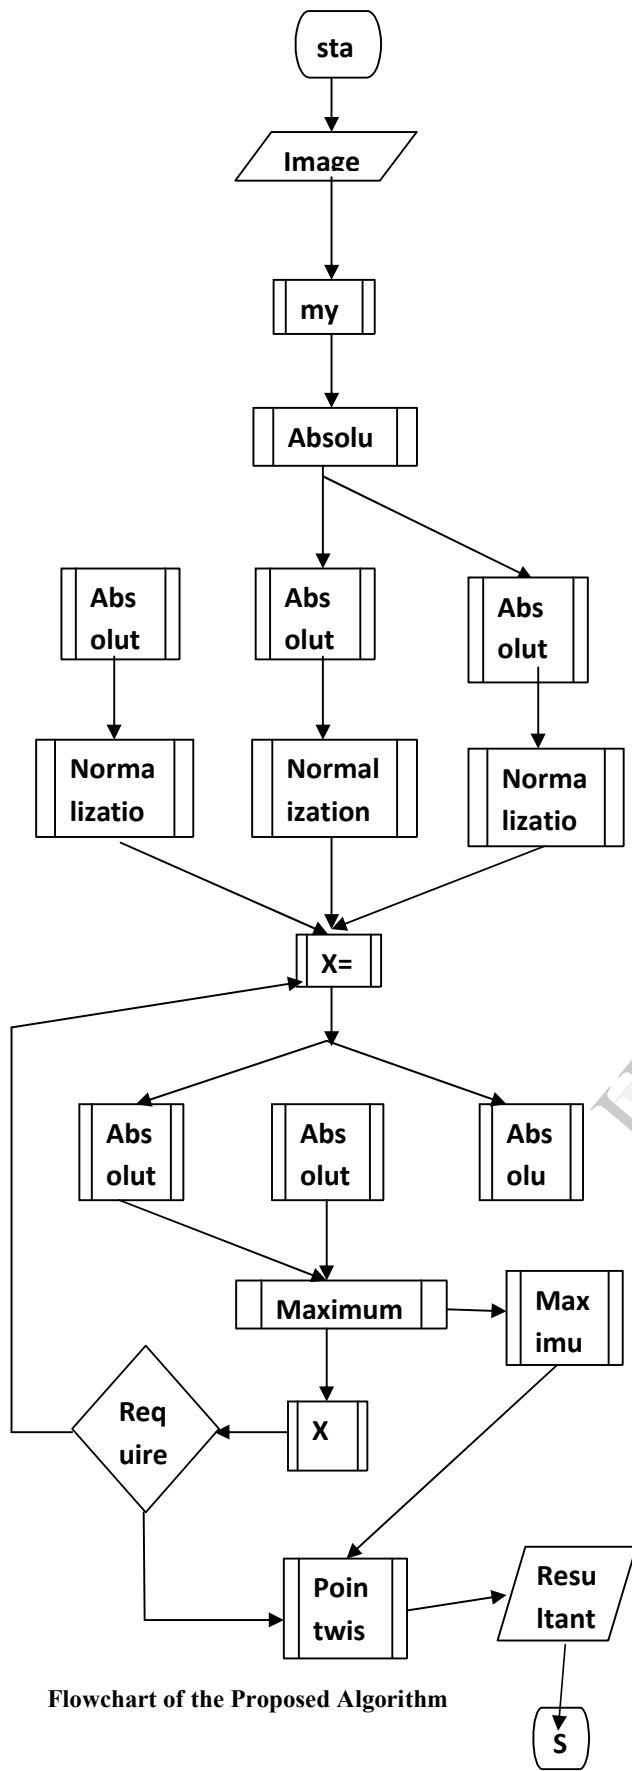 sta
Image
my
Absolu
Abs
olut
Abs
olut
Abs
olut
Norma
lizatio
Normal
ization
Norma
lizatio
X=
Abs
olut
Abs
olut
Abs
olu
Maximum
Max
imu
Req
uire
X
Poin
twis
Resu
ltant
Flowchart of the Proposed Algorithm
S